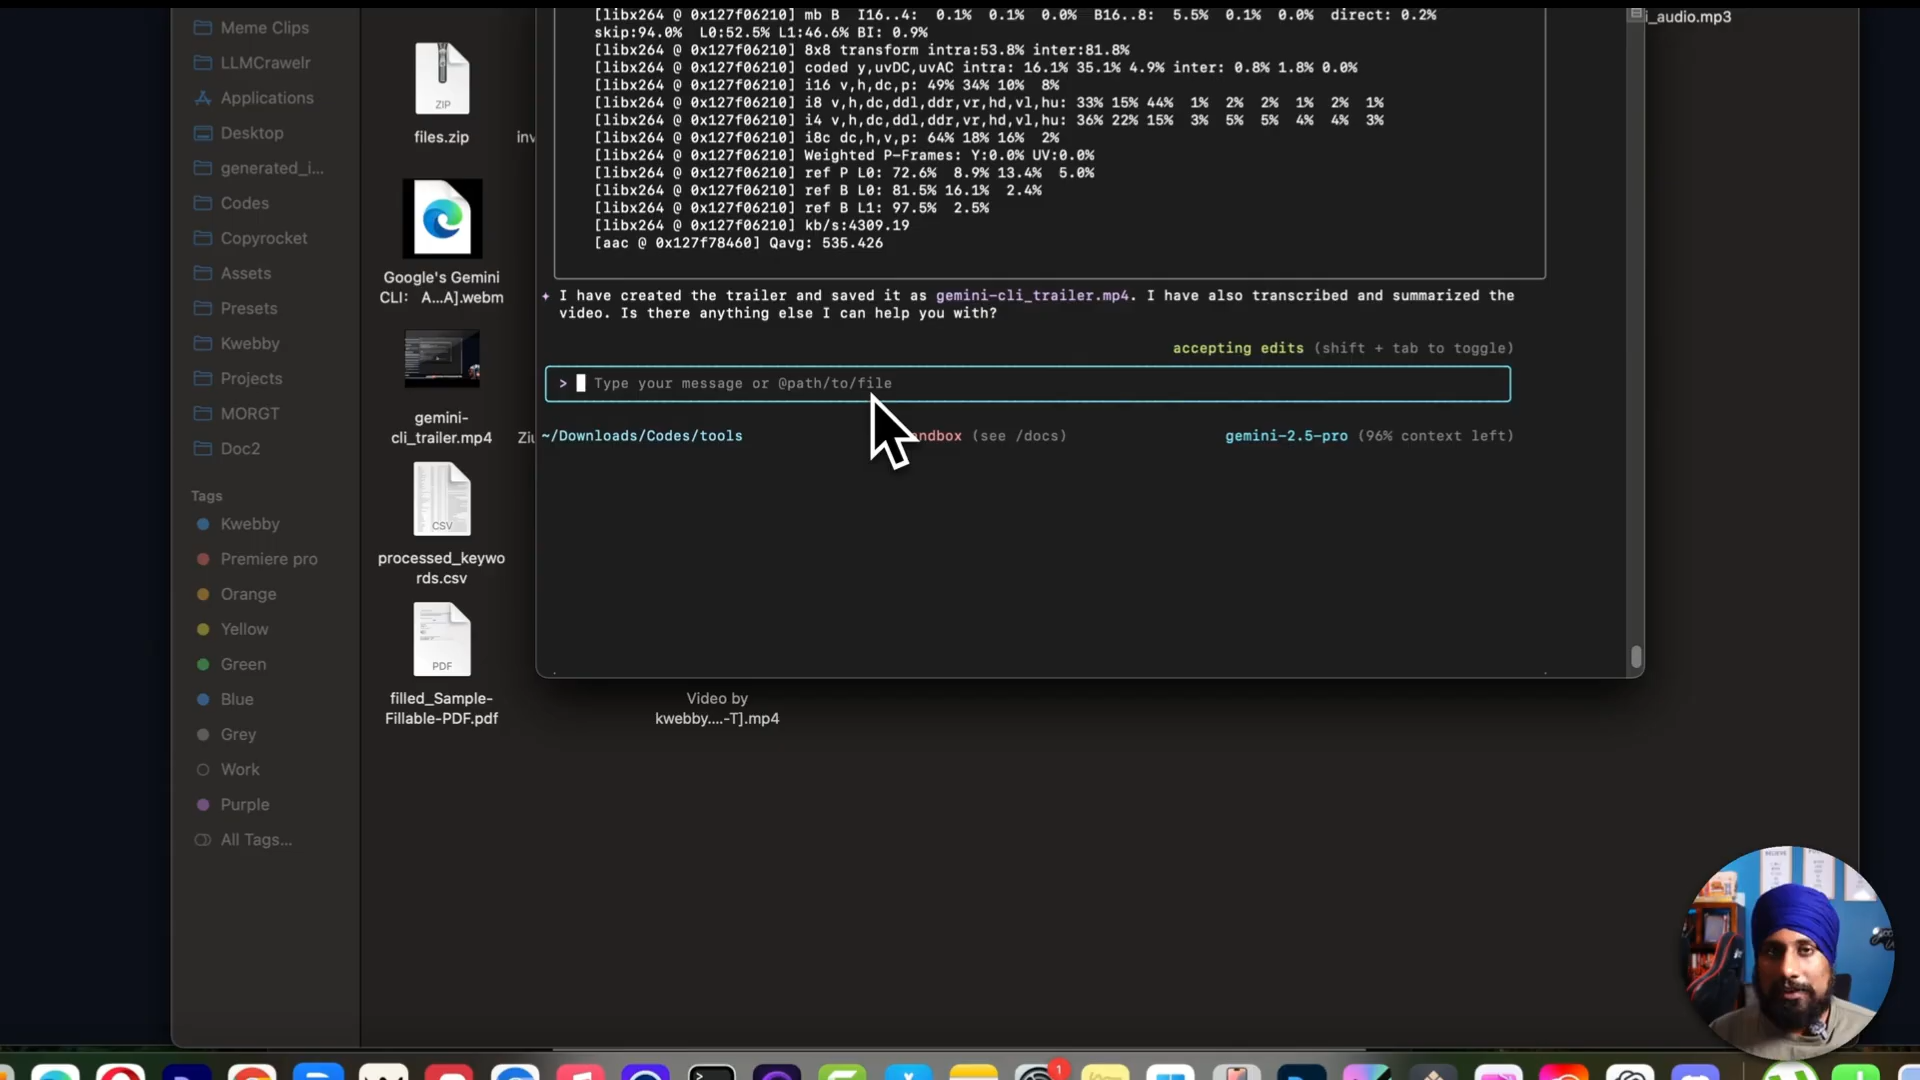 Meme Clips
LLMCrawelr
Applications
Desktop
generated_i...
Codes
Copyrocket
Assets
Presets
Kwebby
Projects
MORGT
Doc2
Tags
Kwebby
Premiere pro
Orange
Yellow
Green
Blue
Grey
Work
Purple
All Tags...
ZIP
files.zip
inv
Google's Gemini
CLI: A...A].webm
gemini-
cli_trailer.mp4
CSV
processed_keywo
rds.csv
PDF
filled_Sample-
Fillable-PDF.pdf
Video by
kwebby....-T].mp4
i_audio.mp3
[libx264 @ 0x127f06210] mb B  I16..4:  0.1%  0.1%  0.0%  B16..8:  5.5%  0.1%  0.0%  direct: 0.2%
skip:94.0%  L0:52.5% L1:46.6% BI: 0.9%
[libx264 @ 0x127f06210] 8x8 transform intra:53.8% inter:81.8%
[libx264 @ 0x127f06210] coded y,uvDC,uvAC intra: 16.1% 35.1% 4.9% inter: 0.8% 1.8% 0.0%
[libx264 @ 0x127f06210] i16 v,h,dc,p: 49% 34% 10%  8%
[libx264 @ 0x127f06210] i8 v,h,dc,ddl,ddr,vr,hd,vl,hu: 33% 15% 44%  1%  2%  2%  1%  2%  1%
[libx264 @ 0x127f06210] i4 v,h,dc,ddl,ddr,vr,hd,vl,hu: 36% 22% 15%  3%  5%  5%  4%  4%  3%
[libx264 @ 0x127f06210] i8c dc,h,v,p: 64% 18% 16%  2%
[libx264 @ 0x127f06210] Weighted P-Frames: Y:0.0% UV:0.0%
[libx264 @ 0x127f06210] ref P L0: 72.6%  8.9% 13.4%  5.0%
[libx264 @ 0x127f06210] ref B L0: 81.5% 16.1%  2.4%
[libx264 @ 0x127f06210] ref B L1: 97.5%  2.5%
[libx264 @ 0x127f06210] kb/s:4309.19
[aac @ 0x127f78460] Qavg: 535.426
✦ I have created the trailer and saved it as gemini-cli_trailer.mp4. I have also transcribed and summarized the
video. Is there anything else I can help you with?
accepting edits (shift + tab to toggle)
> Type your message or @path/to/file
~/Downloads/Codes/tools ndbox (see /docs) gemini-2.5-pro (96% context left)
1